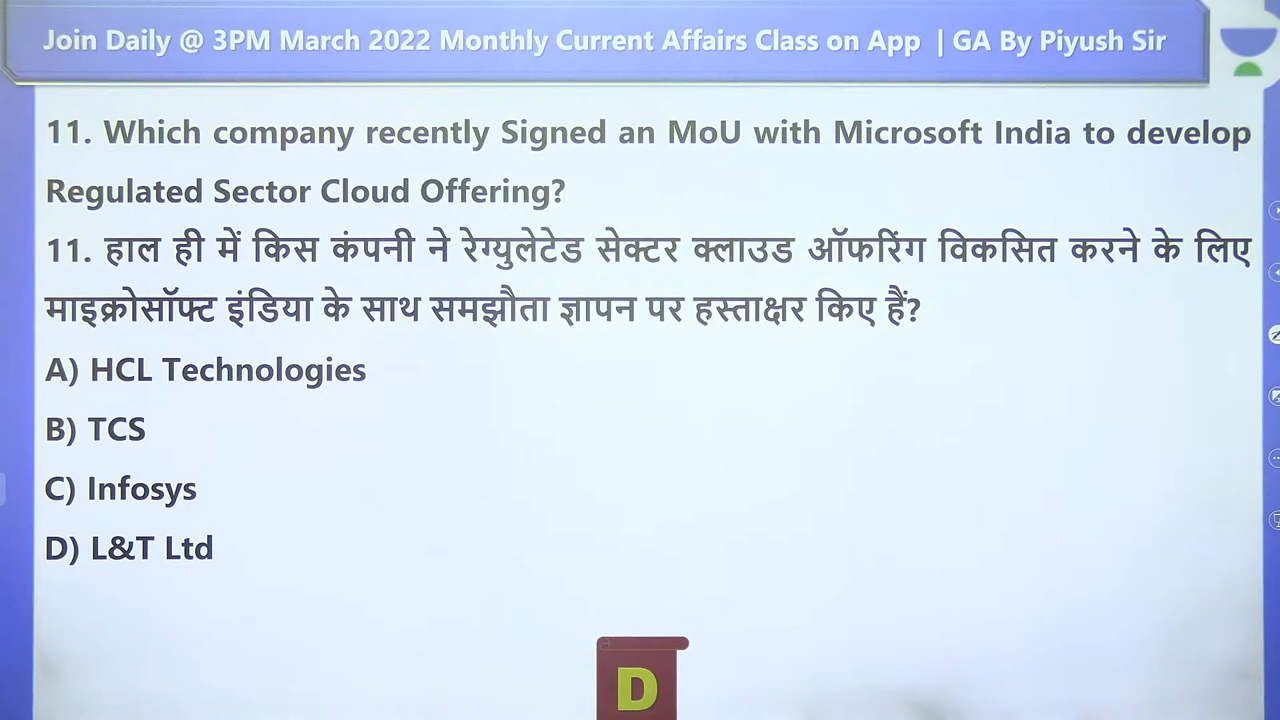 Join Daily @ 3PM March 2022 Monthly Current Affairs Class on App | GA By Piyush Sir
11. Which company recently Signed an MoU with Microsoft India to develop
Regulated Sector Cloud Offering?
11. हाल ही में किस कंपनी ने रेग्युलेटेड सेक्टर क्लाउड ऑफरिंग विकसित करने के लिए
माइक्रोसॉफ्ट इंडिया के साथ समझौता ज्ञापन पर हस्ताक्षर किए हैं?
A) HCL Technologies
B) TCS
C) Infosys
D) L&T Ltd
D